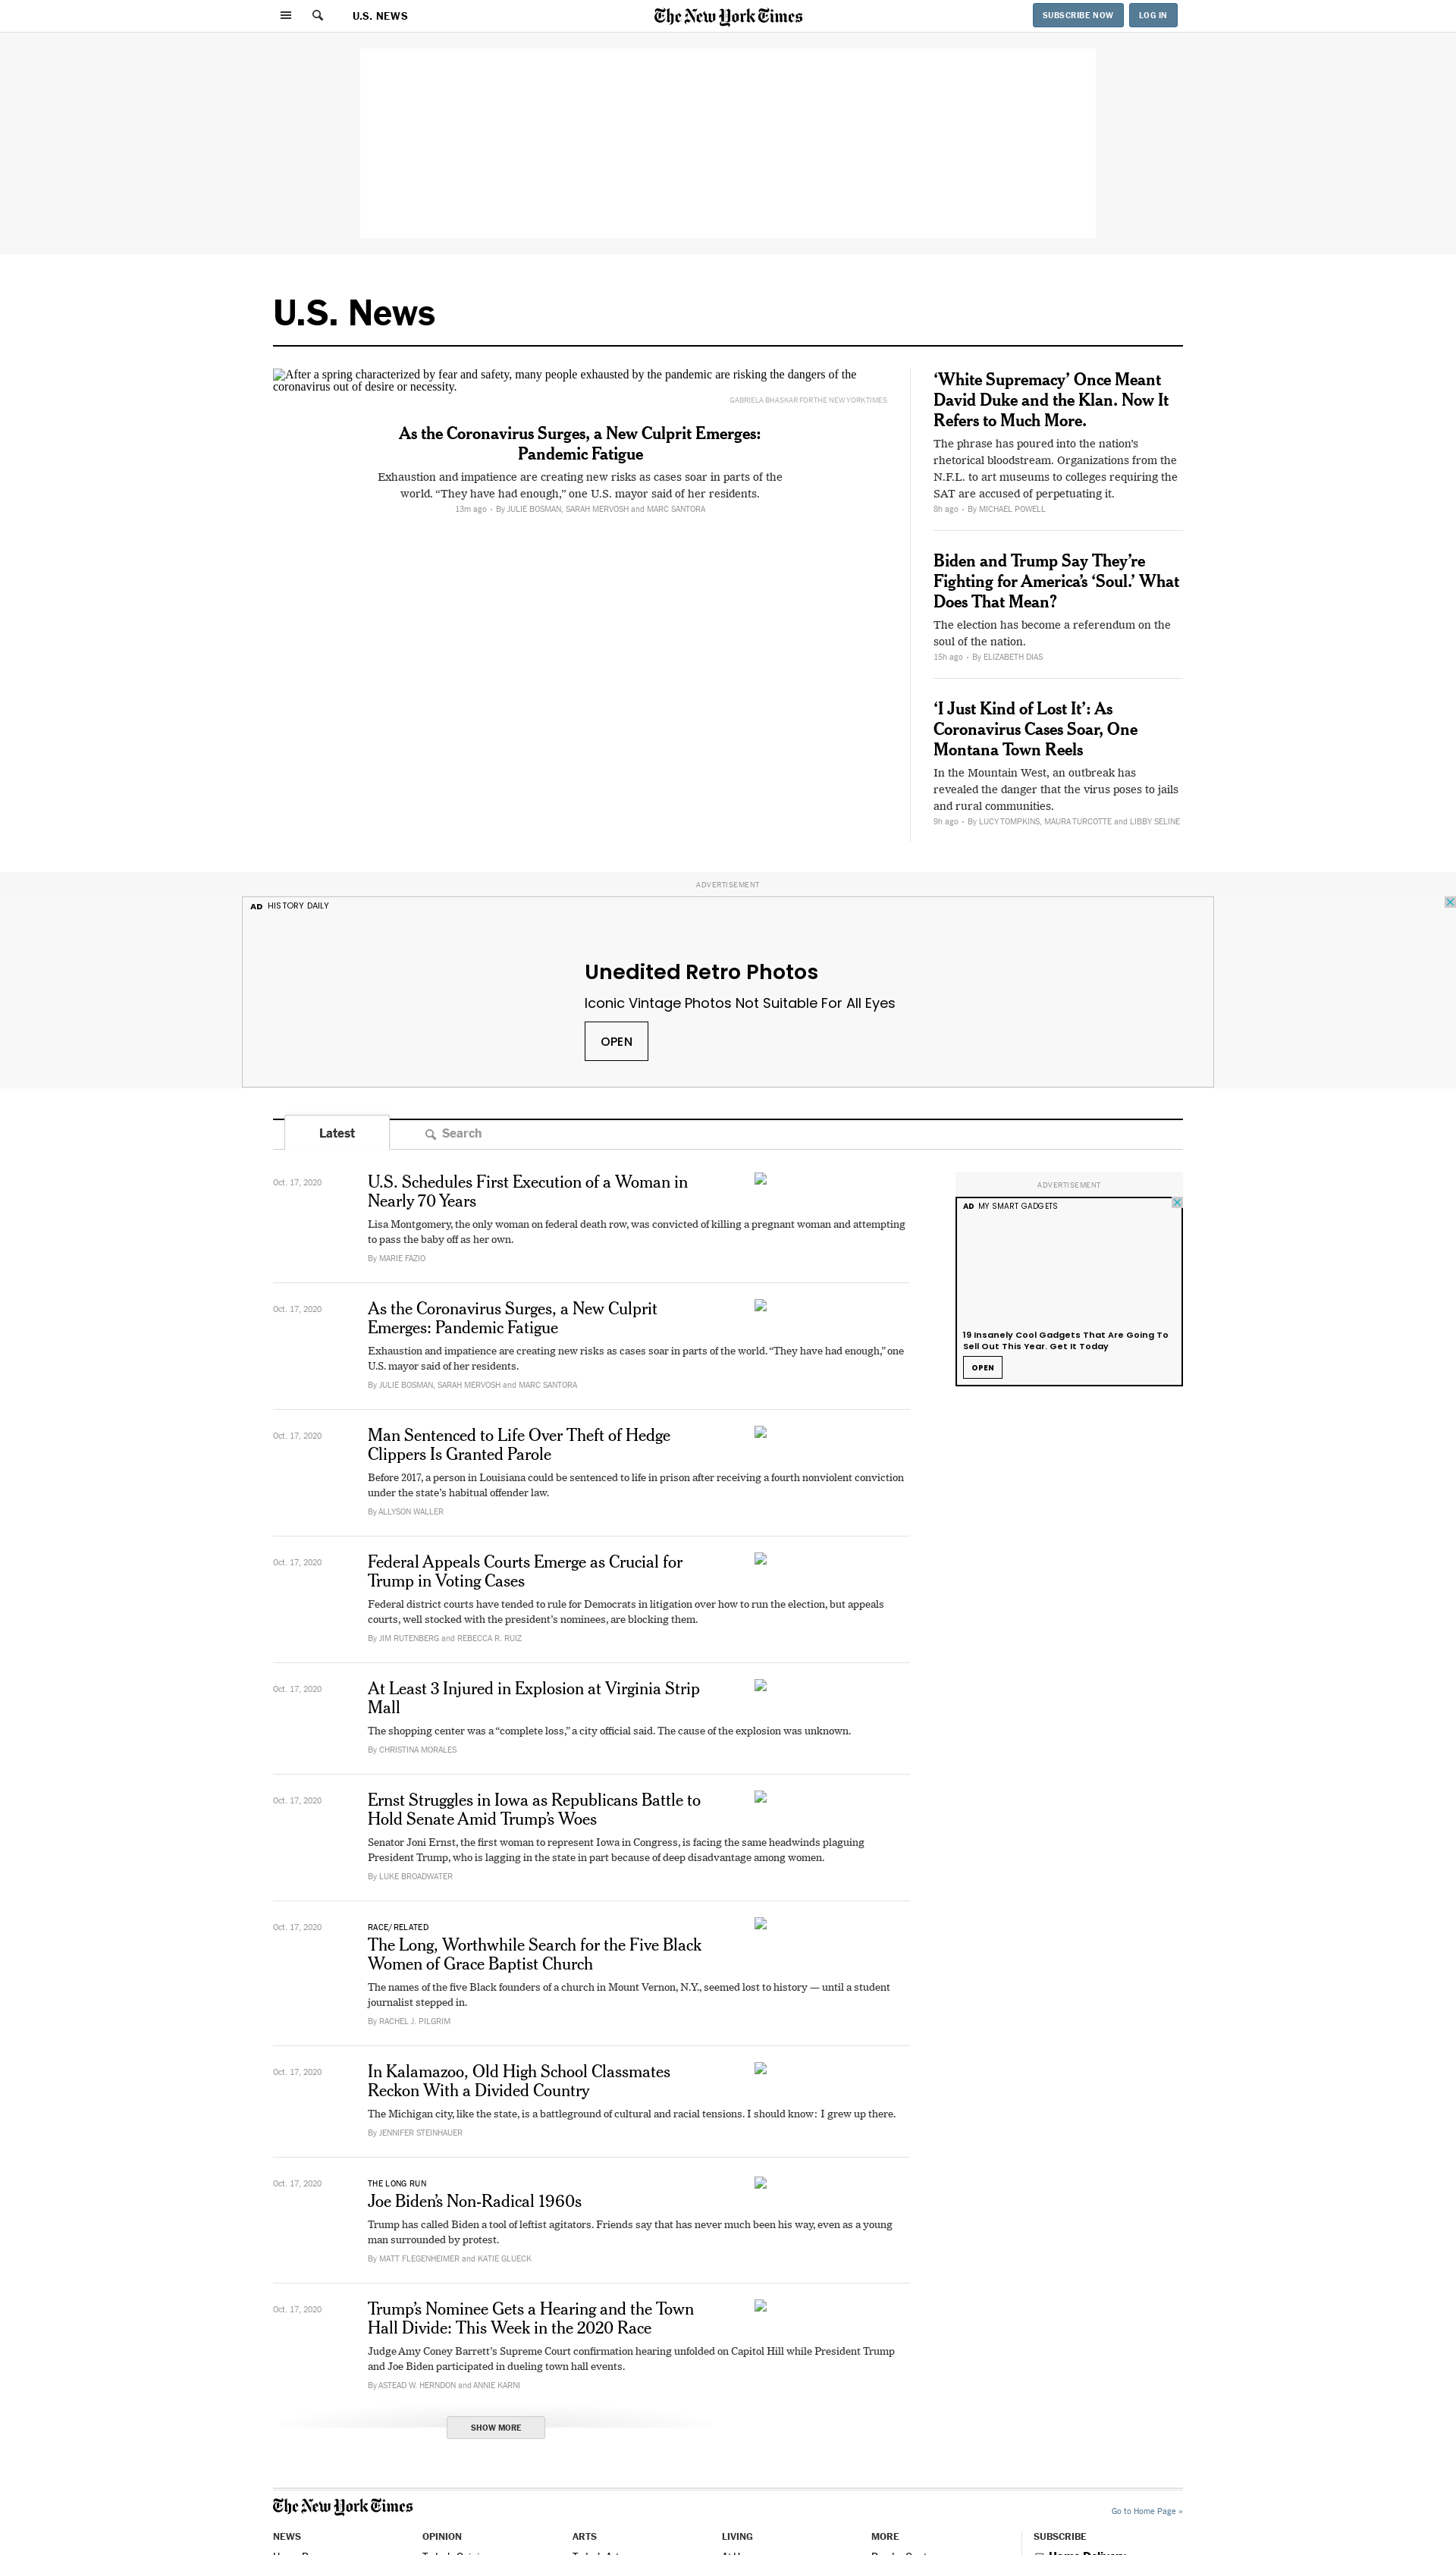 U.S. NEWS
The New York Times
SUBSCRIBE NOW
LOG IN
U.S. News
After a spring characterized by fear and safety, many people exhausted by the pandemic are risking the dangers of the
coronavirus out of desire or necessity.
GABRIELA BHASKAR FOR THE NEW YORK TIMES
As the Coronavirus Surges, a New Culprit Emerges:
Pandemic Fatigue
Exhaustion and impatience are creating new risks as cases soar in parts of the
world. “They have had enough,” one U.S. mayor said of her residents.
13m ago • By JULIE BOSMAN, SARAH MERVOSH and MARC SANTORA
‘White Supremacy’ Once Meant
David Duke and the Klan. Now It
Refers to Much More.
The phrase has poured into the nation’s
rhetorical bloodstream. Organizations from the
N.F.L. to art museums to colleges requiring the
SAT are accused of perpetuating it.
8h ago • By MICHAEL POWELL
Biden and Trump Say They’re
Fighting for America’s ‘Soul.’ What
Does That Mean?
The election has become a referendum on the
soul of the nation.
15h ago • By ELIZABETH DIAS
‘I Just Kind of Lost It’: As
Coronavirus Cases Soar, One
Montana Town Reels
In the Mountain West, an outbreak has
revealed the danger that the virus poses to jails
and rural communities.
9h ago • By LUCY TOMPKINS, MAURA TURCOTTE and LIBBY SELINE
ADVERTISEMENT
AD HISTORY DAILY
Unedited Retro Photos
Iconic Vintage Photos Not Suitable For All Eyes
OPEN
Latest
Search
Oct. 17, 2020
U.S. Schedules First Execution of a Woman in
Nearly 70 Years
Lisa Montgomery, the only woman on federal death row, was convicted of killing a pregnant woman and attempting
to pass the baby off as her own.
By MARIE FAZIO
ADVERTISEMENT
AD MY SMART GADGETS
19 Insanely Cool Gadgets That Are Going To
Sell Out This Year. Get It Today
OPEN
Oct. 17, 2020
As the Coronavirus Surges, a New Culprit
Emerges: Pandemic Fatigue
Exhaustion and impatience are creating new risks as cases soar in parts of the world. “They have had enough,” one
U.S. mayor said of her residents.
By JULIE BOSMAN, SARAH MERVOSH and MARC SANTORA
Oct. 17, 2020
Man Sentenced to Life Over Theft of Hedge
Clippers Is Granted Parole
Before 2017, a person in Louisiana could be sentenced to life in prison after receiving a fourth nonviolent conviction
under the state’s habitual offender law.
By ALLYSON WALLER
Oct. 17, 2020
Federal Appeals Courts Emerge as Crucial for
Trump in Voting Cases
Federal district courts have tended to rule for Democrats in litigation over how to run the election, but appeals
courts, well stocked with the president’s nominees, are blocking them.
By JIM RUTENBERG and REBECCA R. RUIZ
Oct. 17, 2020
At Least 3 Injured in Explosion at Virginia Strip
Mall
The shopping center was a “complete loss,” a city official said. The cause of the explosion was unknown.
By CHRISTINA MORALES
Oct. 17, 2020
Ernst Struggles in Iowa as Republicans Battle to
Hold Senate Amid Trump’s Woes
Senator Joni Ernst, the first woman to represent Iowa in Congress, is facing the same headwinds plaguing
President Trump, who is lagging in the state in part because of deep disadvantage among women.
By LUKE BROADWATER
Oct. 17, 2020
RACE/RELATED
The Long, Worthwhile Search for the Five Black
Women of Grace Baptist Church
The names of the five Black founders of a church in Mount Vernon, N.Y., seemed lost to history — until a student
journalist stepped in.
By RACHEL J. PILGRIM
Oct. 17, 2020
In Kalamazoo, Old High School Classmates
Reckon With a Divided Country
The Michigan city, like the state, is a battleground of cultural and racial tensions. I should know: I grew up there.
By JENNIFER STEINHAUER
Oct. 17, 2020
THE LONG RUN
Joe Biden’s Non-Radical 1960s
Trump has called Biden a tool of leftist agitators. Friends say that has never much been his way, even as a young
man surrounded by protest.
By MATT FLEGENHEIMER and KATIE GLUECK
Oct. 17, 2020
Trump’s Nominee Gets a Hearing and the Town
Hall Divide: This Week in the 2020 Race
Judge Amy Coney Barrett’s Supreme Court confirmation hearing unfolded on Capitol Hill while President Trump
and Joe Biden participated in dueling town hall events.
By ASTEAD W. HERNDON and ANNIE KARNI
SHOW MORE
The New York Times
Go to Home Page »
NEWS
OPINION
ARTS
LIVING
MORE
SUBSCRIBE